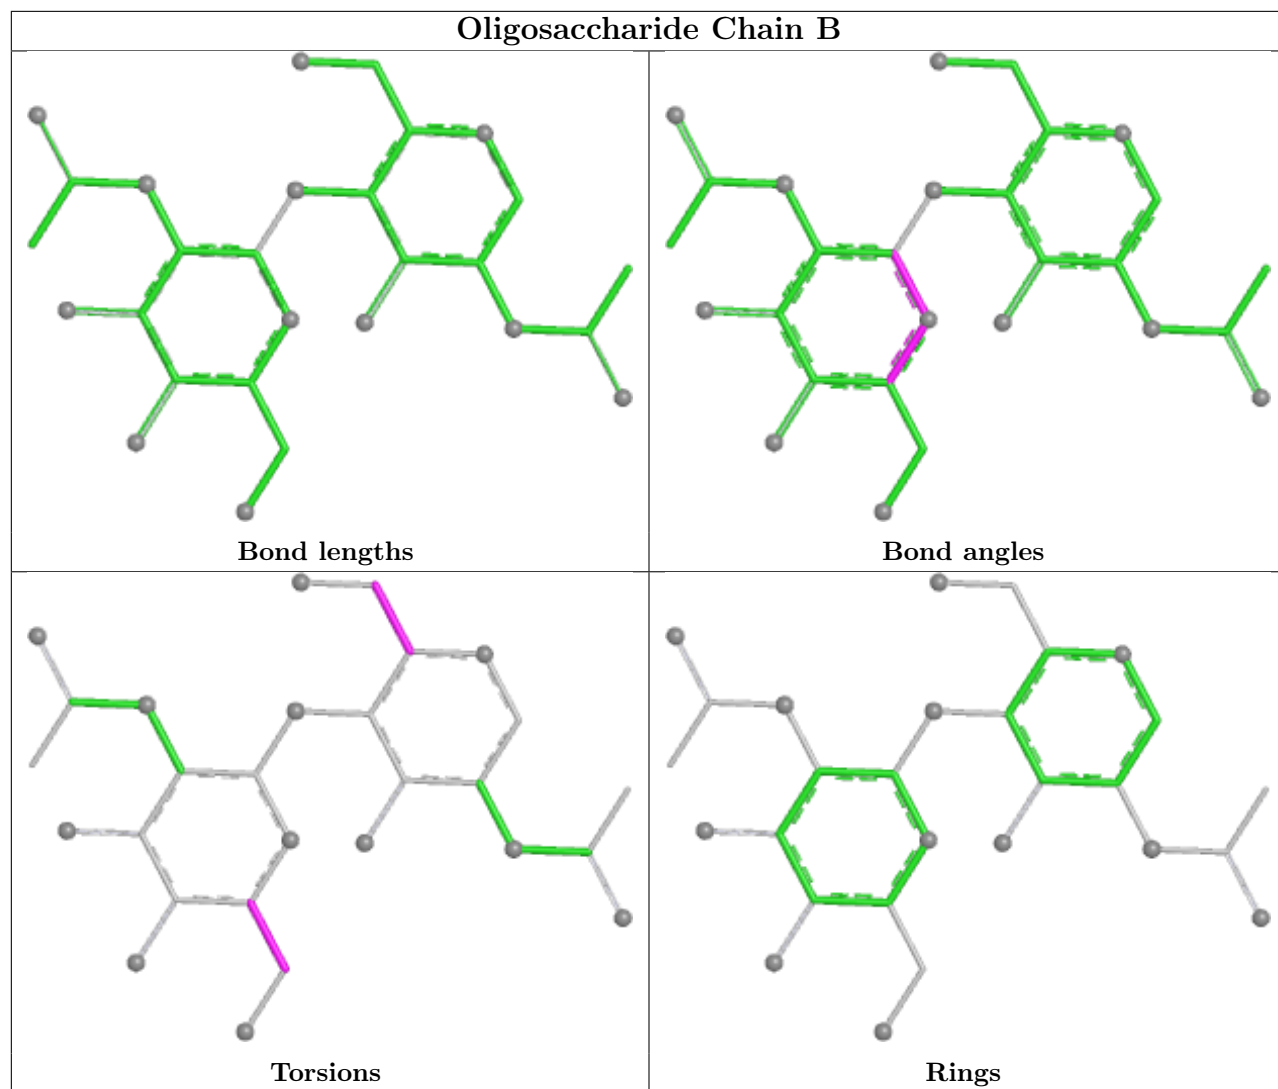 Oligosaccharide Chain B
Bond lengths
Bond angles
Torsions
Rings